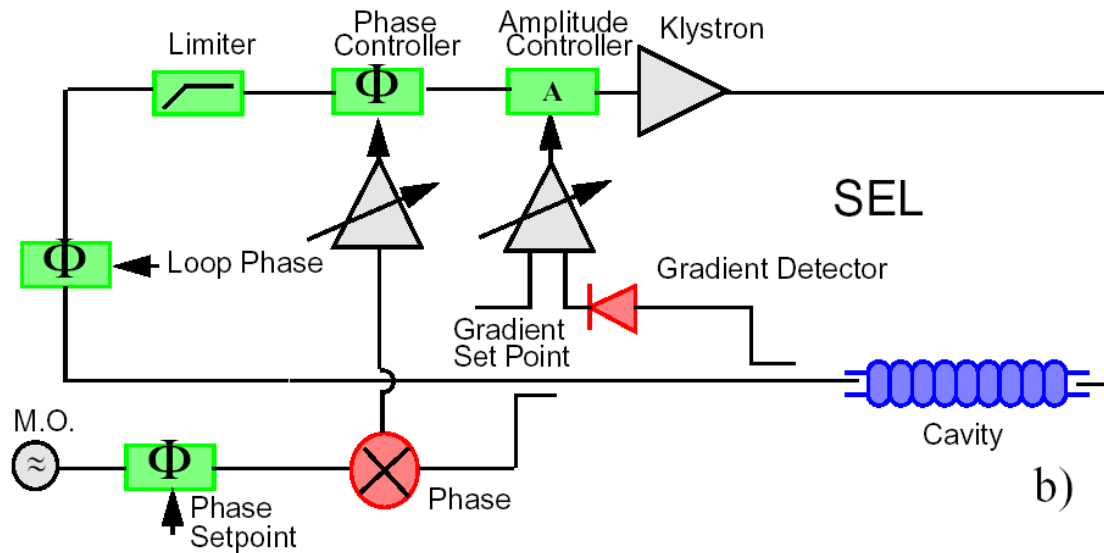 Limiter
Phase
Controller
Amplitude
Controller
Klystron
Φ
A
SEL
Φ
Loop Phase
Gradient Detector
Gradient
Set Point
M.O.
≈
Φ
Cavity
Phase
Phase
Setpoint
b)